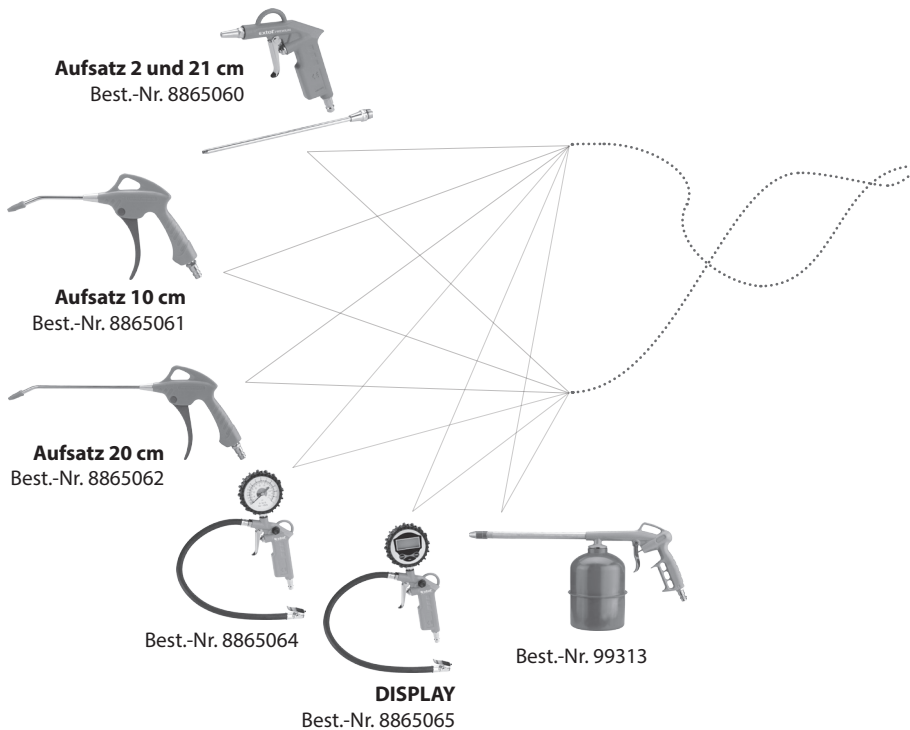 Aufsatz 2 und 21 cm
Best.-Nr. 8865060
Aufsatz 10 cm
Best.-Nr. 8865061
Aufsatz 20 cm
Best.-Nr. 8865062
Best.-Nr. 8865064
DISPLAY
Best.-Nr. 8865065
Best.-Nr. 99313